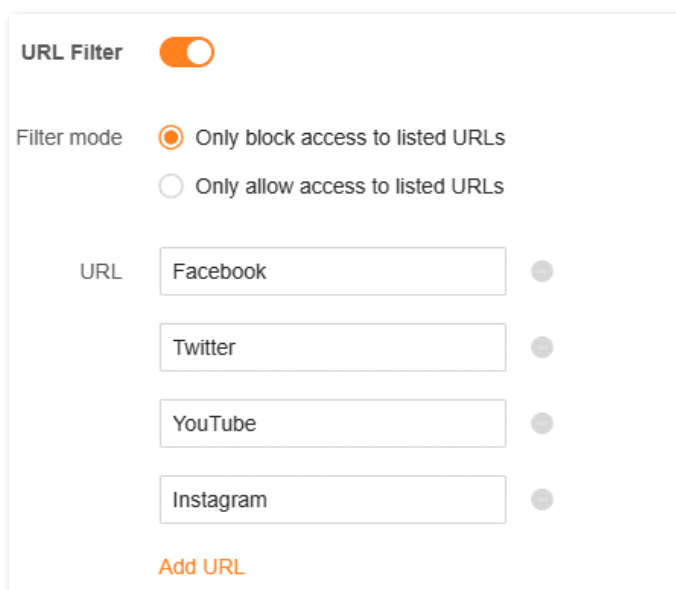 URL Filter
Filter mode
Only block access to listed URLs
Only allow access to listed URLs
URL
Facebook
Twitter
YouTube
Instagram
Add URL